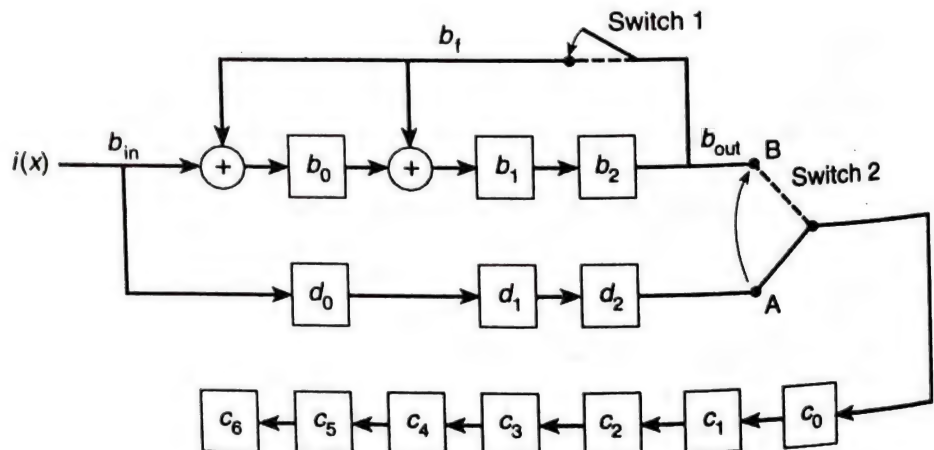 Switch 1
b_f
i(x)
b_in
+
b_0
+
b_1
b_2
b_out
B
Switch 2
d_0
d_1
d_2
A
c_6
c_5
c_4
c_3
c_2
c_1
c_0